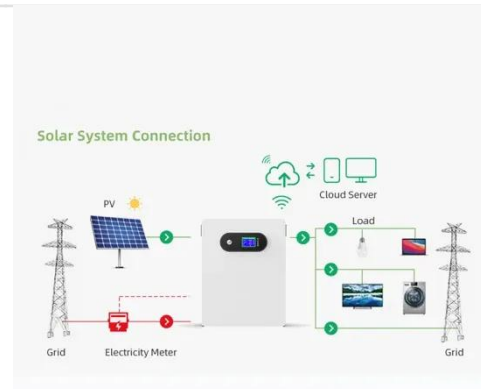 Solar System Connection
Cloud Server
PV
Load
Grid
Electricity Meter
Grid